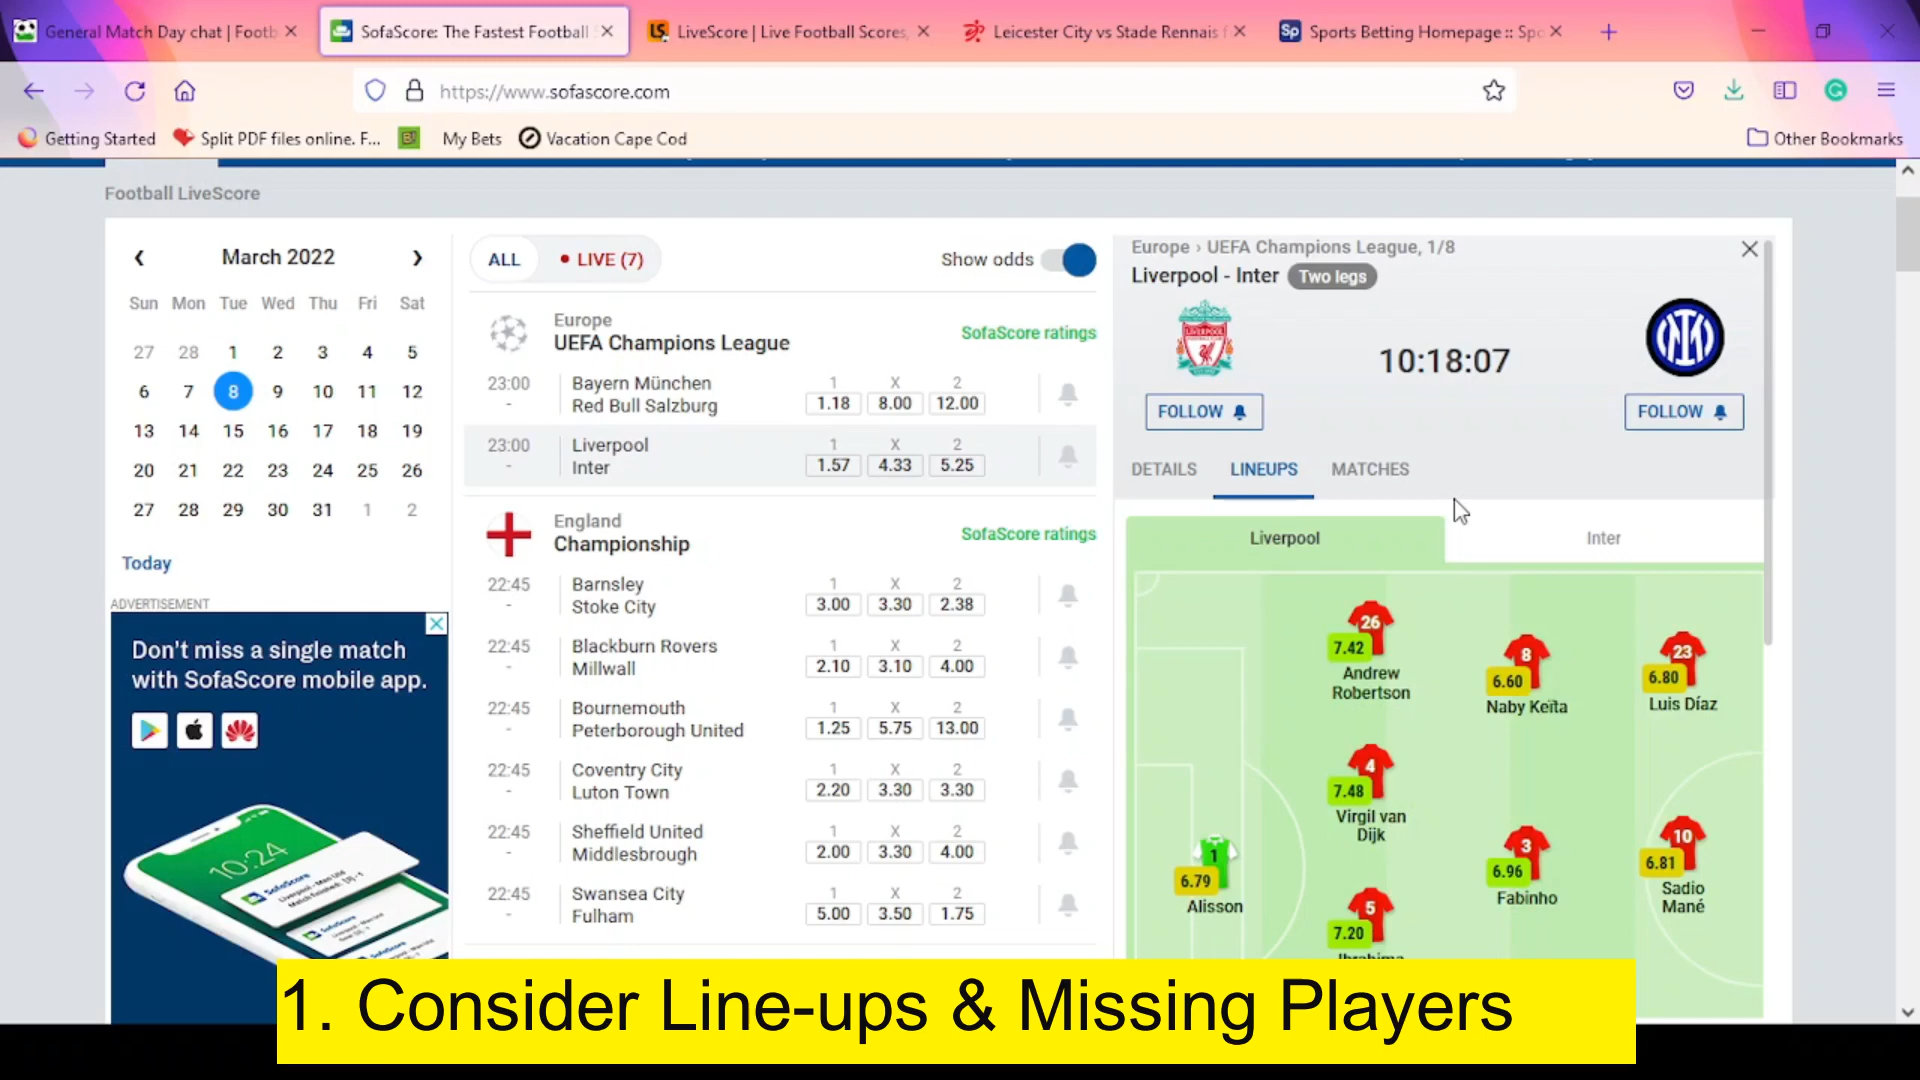 General Match Day chat | Footb
SofaScore: The Fastest Football
LS
LiveScore | Live Football Scores,
Leicester City vs Stade Rennais f
Sp
Sports Betting Homepage :: Spo
https://www.sofascore.com
Getting Started
Split PDF files online. F...
My Bets
Vacation Cape Cod
Other Bookmarks
Football LiveScore
March 2022
Sun Mon Tue Wed Thu Fri Sat
27 28 1 2 3 4 5
6 7 8 9 10 11 12
13 14 15 16 17 18 19
20 21 22 23 24 25 26
27 28 29 30 31 1 2
Today
ADVERTISEMENT
Don't miss a single match
with SofaScore mobile app.
10:24
SofaScore
ALL
LIVE (7)
Show odds
Europe
UEFA Champions League
SofaScore ratings
23:00 Bayern München 1 X 2
- Red Bull Salzburg 1.18 8.00 12.00
23:00 Liverpool 1 X 2
- Inter 1.57 4.33 5.25
England
Championship
SofaScore ratings
22:45 Barnsley 1 X 2
- Stoke City 3.00 3.30 2.38
22:45 Blackburn Rovers 1 X 2
- Millwall 2.10 3.10 4.00
22:45 Bournemouth 1 X 2
- Peterborough United 1.25 5.75 13.00
22:45 Coventry City 1 X 2
- Luton Town 2.20 3.30 3.30
22:45 Sheffield United 1 X 2
- Middlesbrough 2.00 3.30 4.00
22:45 Swansea City 1 X 2
- Fulham 5.00 3.50 1.75
Europe › UEFA Champions League, 1/8
Liverpool - Inter Two legs
10:18:07
FOLLOW
FOLLOW
DETAILS LINEUPS MATCHES
Liverpool
Inter
26
7.42
Andrew
Robertson
8
6.60
Naby Keïta
23
6.80
Luis Díaz
4
7.48
Virgil van
Dijk
1
6.79
Alisson
3
6.96
Fabinho
10
6.81
Sadio
Mané
5
7.20
Ibrahima
1. Consider Line-ups & Missing Players